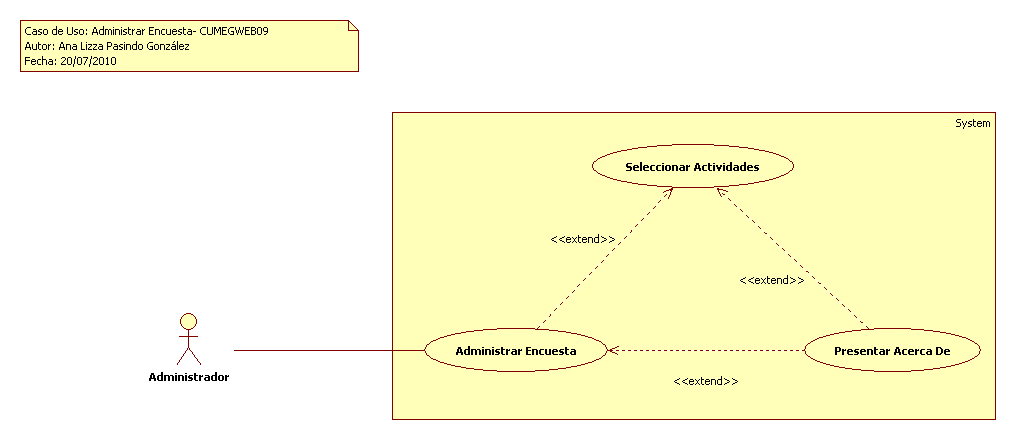 Caso de Uso: Administrar Encuesta- CUMEGWEB09
Autor: Ana Lizza Pasindo González
Fecha: 20/07/2010
System
Seleccionar Actividades
<<extend>>
<<extend>>
Administrar Encuesta
Presentar Acerca De
Administrador
<<extend>>